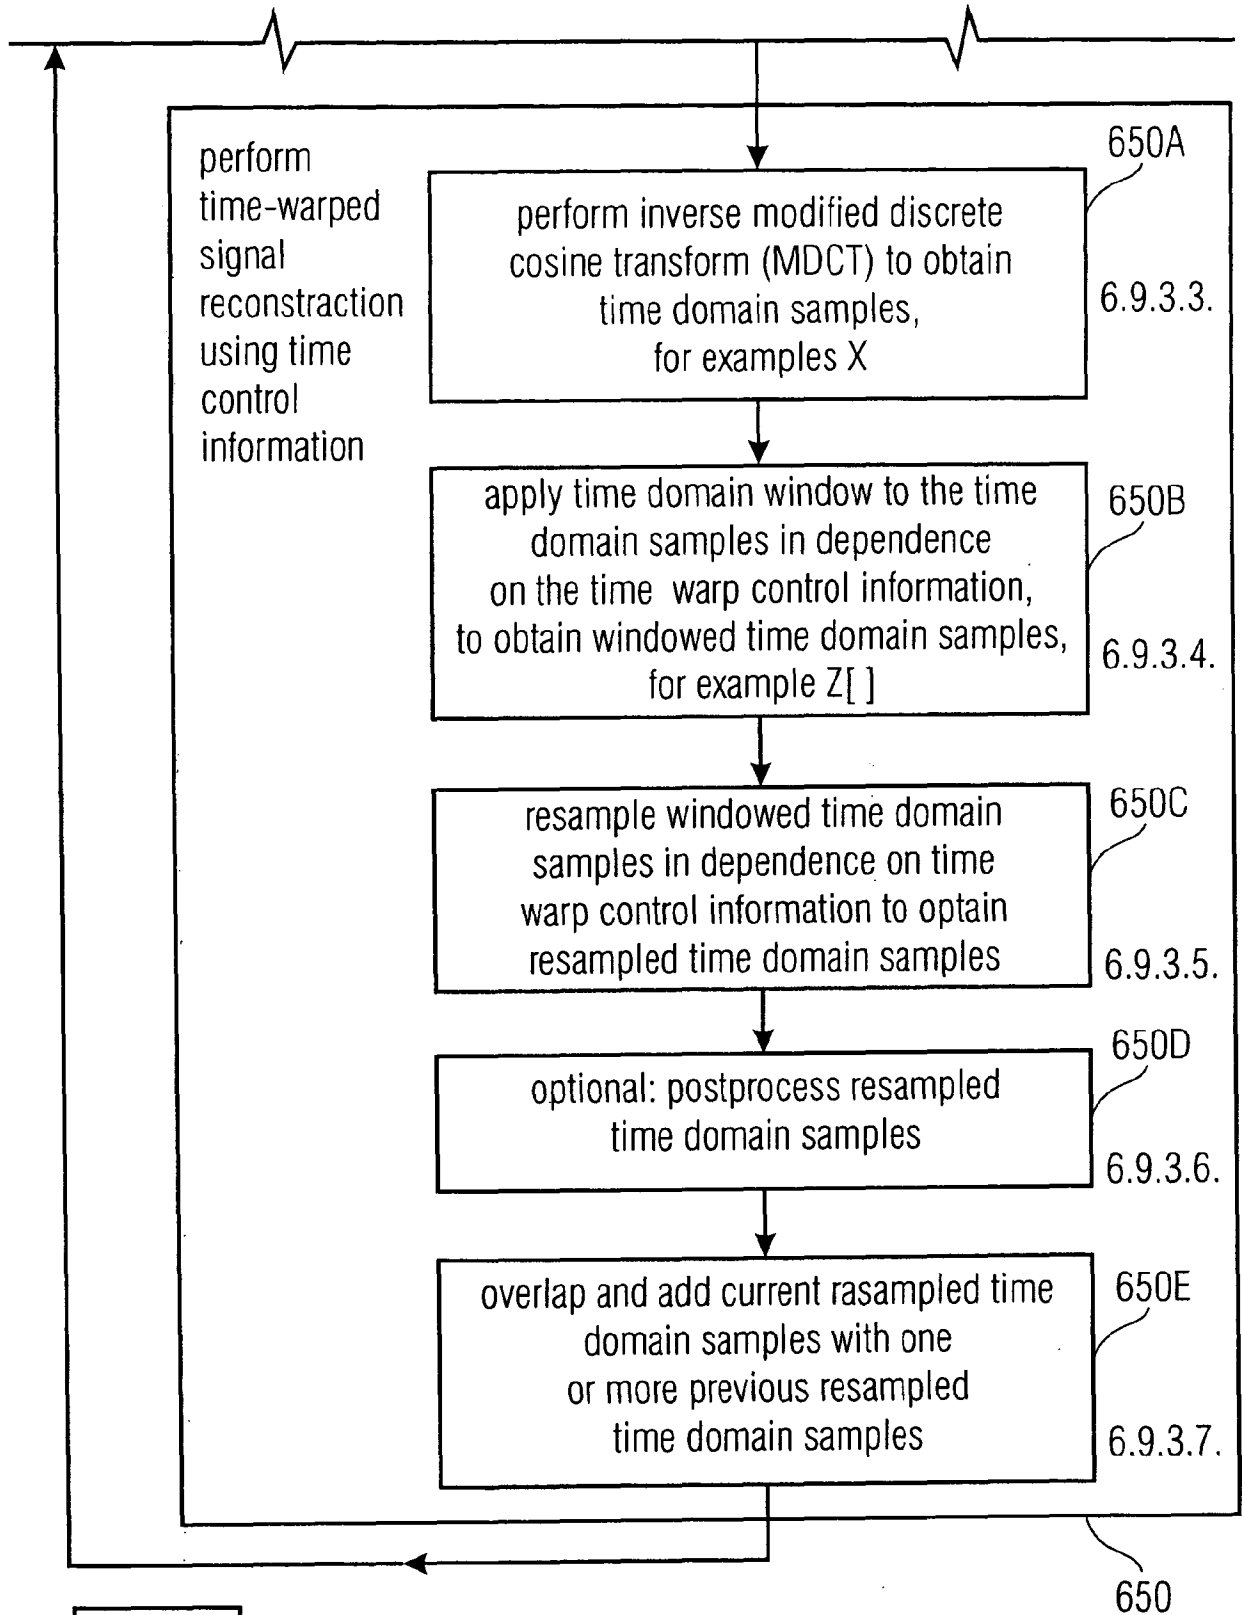 perform
time-warped
signal
reconstraction
using time
control
information
650A
perform inverse modified discrete
cosine transform (MDCT) to obtain
time domain samples,
for examples X
6.9.3.3.
650B
apply time domain window to the time
domain samples in dependence
on the time warp control information,
to obtain windowed time domain samples,
for example Z[ ]
6.9.3.4.
650C
resample windowed time domain
samples in dependence on time
warp control information to optain
resampled time domain samples
6.9.3.5.
650D
optional: postprocess resampled
time domain samples
6.9.3.6.
650E
overlap and add current rasampled time
domain samples with one
or more previous resampled
time domain samples
6.9.3.7.
650